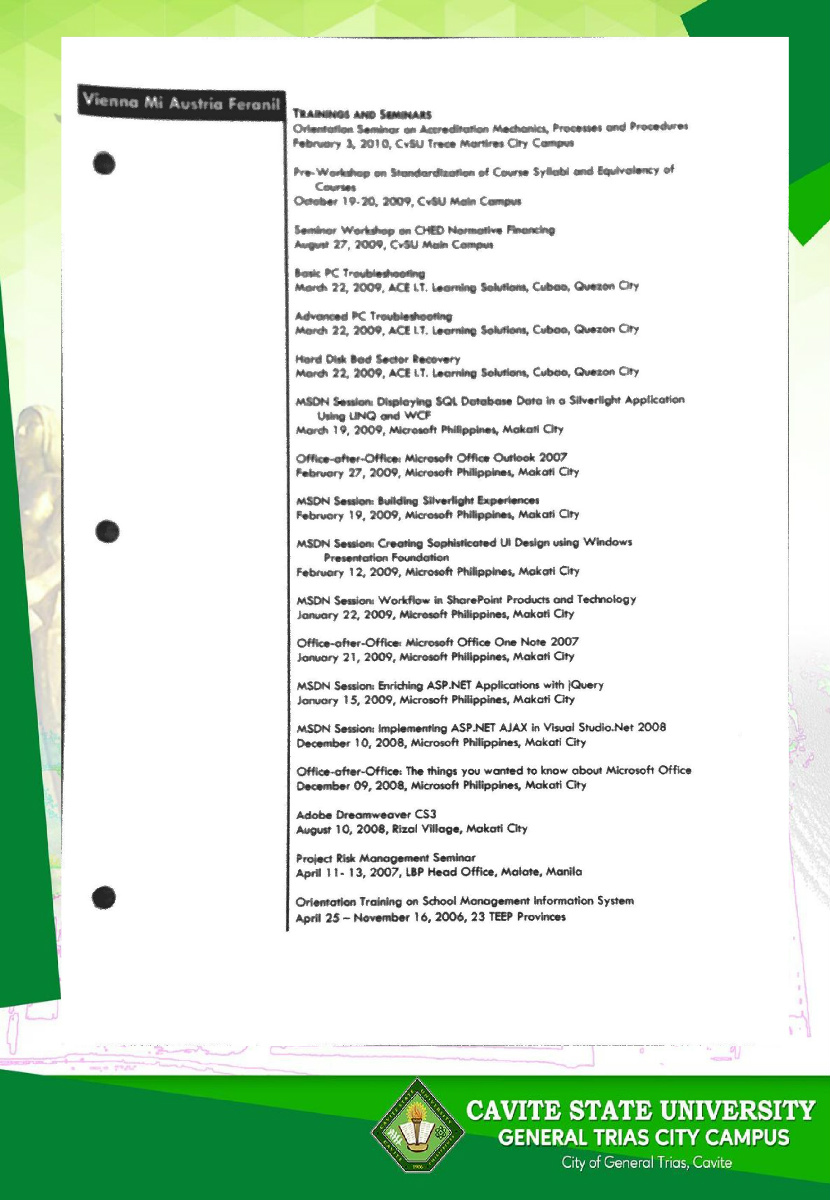 Vienna Mi Austria Feranil
TRAININGS AND SEMINARS
Orientation Seminar on Accreditation Mechanics, Processes and Procedures
February 3, 2010, CvSU Trece Martires City Campus
Pre-Workshop on Standardization of Course Syllabi and Equivalency of
Courses
October 19-20, 2009, CvSU Main Campus
Seminar Workshop on CHED Normative Financing
August 27, 2009, CvSU Main Campus
Basic PC Troubleshooting
March 22, 2009, ACE I.T. Learning Solutions, Cubao, Quezon City
Advanced PC Troubleshooting
March 22, 2009, ACE I.T. Learning Solutions, Cubao, Quezon City
Hard Disk Bad Sector Recovery
March 22, 2009, ACE I.T. Learning Solutions, Cubao, Quezon City
MSDN Session: Displaying SQL Database Data in a Silverlight Application
Using LINQ and WCF
March 19, 2009, Microsoft Philippines, Makati City
Office-after-Office: Microsoft Office Outlook 2007
February 27, 2009, Microsoft Philippines, Makati City
MSDN Session: Building Silverlight Experiences
February 19, 2009, Microsoft Philippines, Makati City
MSDN Session: Creating Sophisticated UI Design using Windows
Presentation Foundation
February 12, 2009, Microsoft Philippines, Makati City
MSDN Session: Workflow in SharePoint Products and Technology
January 22, 2009, Microsoft Philippines, Makati City
Office-after-Office: Microsoft Office One Note 2007
January 21, 2009, Microsoft Philippines, Makati City
MSDN Session: Enriching ASP.NET Applications with jQuery
January 15, 2009, Microsoft Philippines, Makati City
MSDN Session: Implementing ASP.NET AJAX in Visual Studio.Net 2008
December 10, 2008, Microsoft Philippines, Makati City
Office-after-Office: The things you wanted to know about Microsoft Office
December 09, 2008, Microsoft Philippines, Makati City
Adobe Dreamweaver CS3
August 10, 2008, Rizal Village, Makati City
Project Risk Management Seminar
April 11- 13, 2007, LBP Head Office, Malate, Manila
Orientation Training on School Management Information System
April 25 – November 16, 2006, 23 TEEP Provinces
CAVITE STATE UNIVERSITY
GENERAL TRIAS CITY CAMPUS
City of General Trias, Cavite